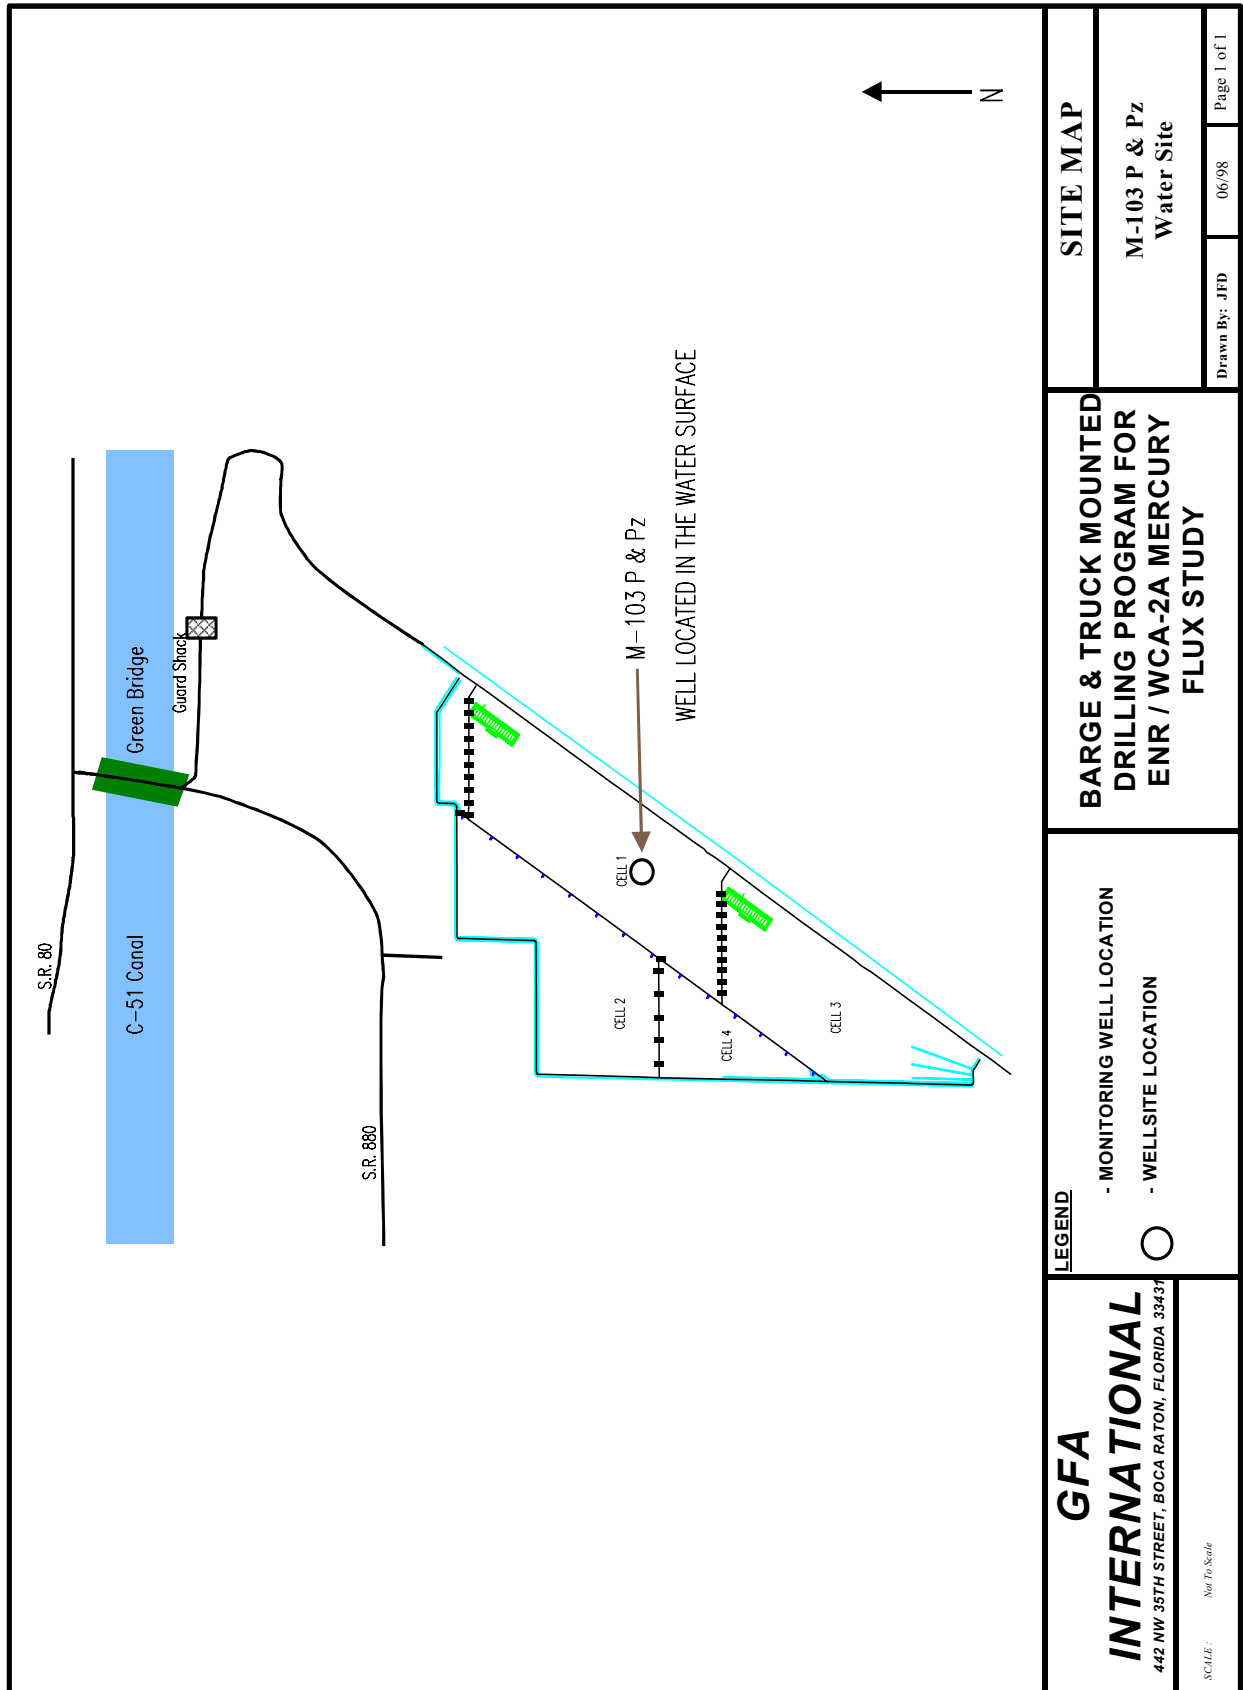 S.R. 80
C-51 Canal
Green Bridge
Guard Shack
S.R. 880
N
M-103 P & Pz
WELL LOCATED IN THE WATER SURFACE
CELL 1
CELL 2
CELL 4
CELL 3
GFA
INTERNATIONAL
442 NW 35TH STREET, BOCA RATON, FLORIDA 33431
SCALE : Not To Scale
LEGEND
- MONITORING WELL LOCATION
- WELLSITE LOCATION
BARGE & TRUCK MOUNTED
DRILLING PROGRAM FOR
ENR / WCA-2A MERCURY
FLUX STUDY
SITE MAP
M-103 P & Pz
Water Site
Drawn By: JFD
06/98
Page 1 of 1